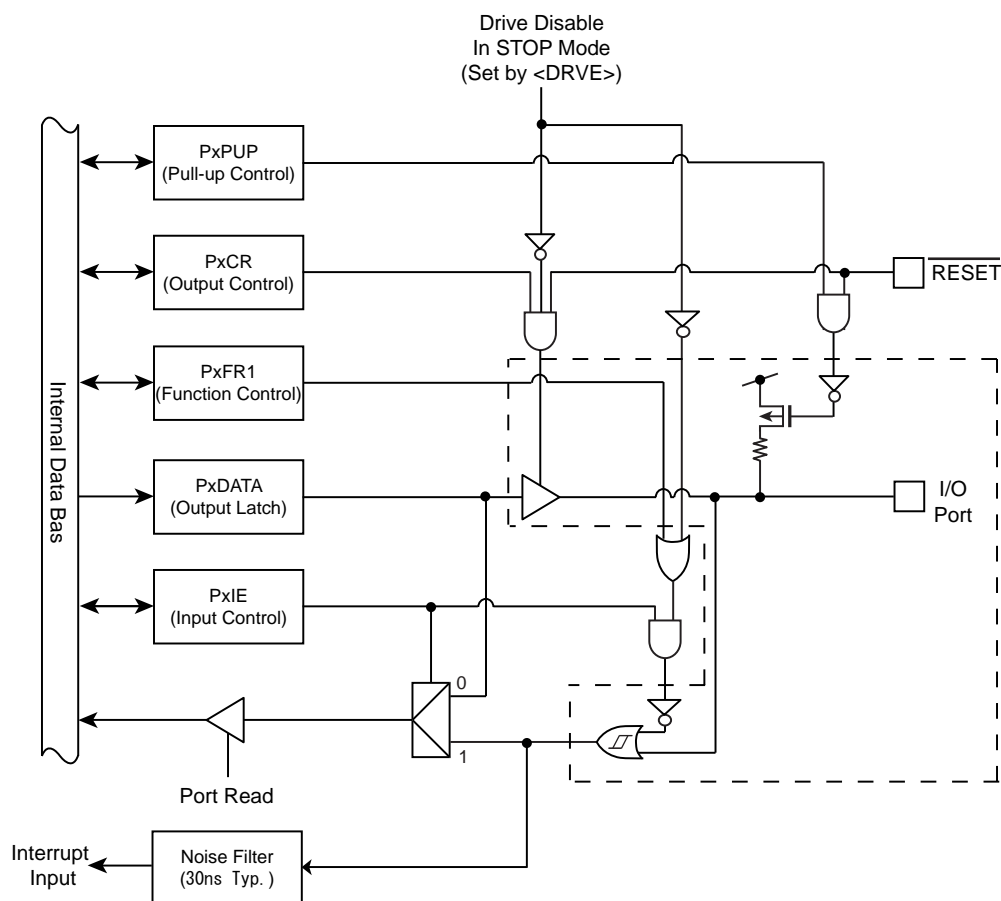 Drive Disable
In STOP Mode
(Set by <DRVE>)
PxPUP
(Pull-up Control)
PxCR
(Output Control)
RESET
PxFR1
(Function Control)
Internal Data Bas
PxDATA
(Output Latch)
I/O
Port
PxIE
(Input Control)
0
1
Port Read
Interrupt
Input
Noise Filter
(30ns Typ. )